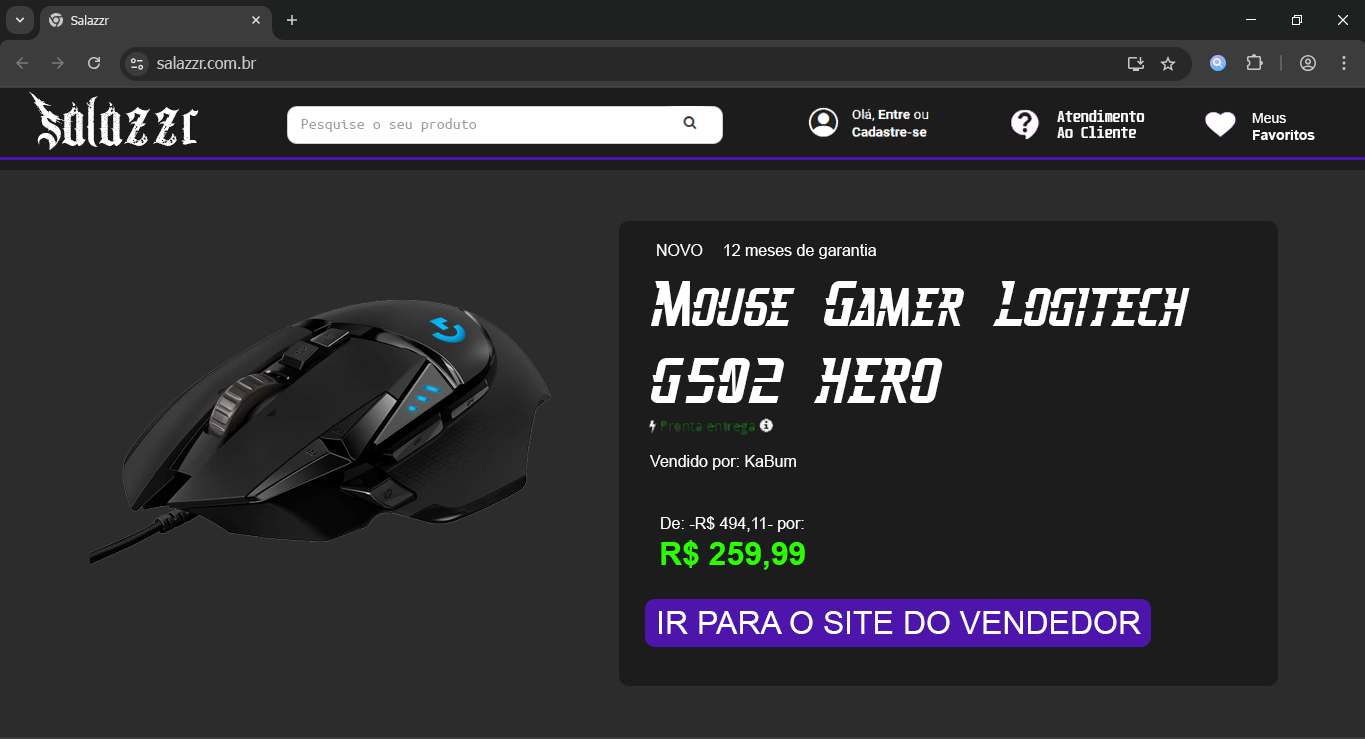 Salazzr
salazzr.com.br
Salazzr
Pesquise o seu produto
Olá, Entre ou
Cadastre-se
Atendimento
Ao Cliente
Meus
Favoritos
NOVO 12 meses de garantia
Mouse Gamer Logitech
G502 HERO
Pronta entrega
Vendido por: KaBum
De: -R$ 494,11- por:
R$ 259,99
IR PARA O SITE DO VENDEDOR